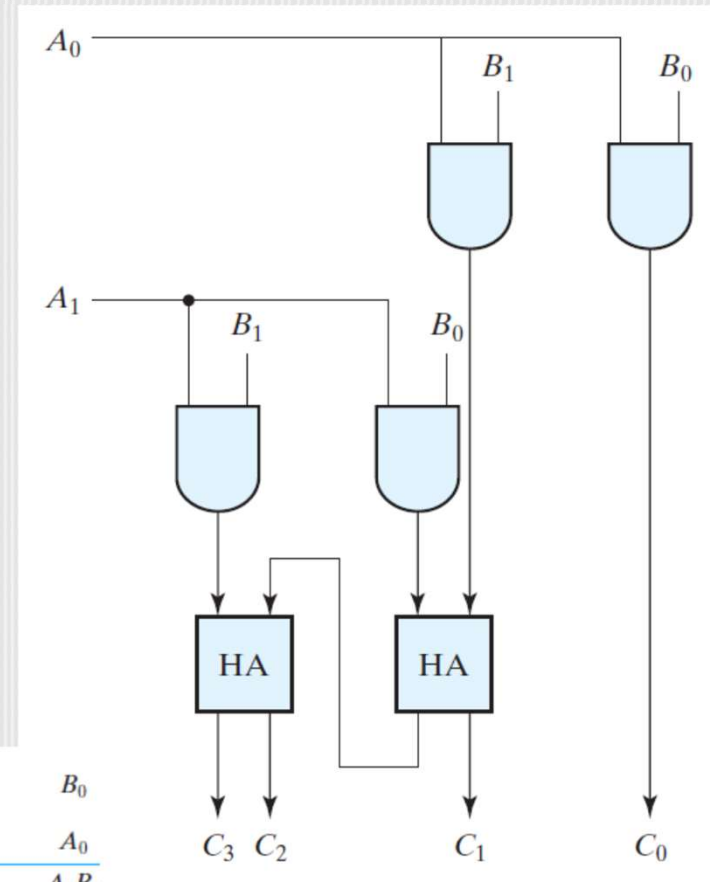 A₀
B₁ B₀
A₁
B₁ B₀
HA HA
B₀
A₀
C₃ C₂ C₁ C₀